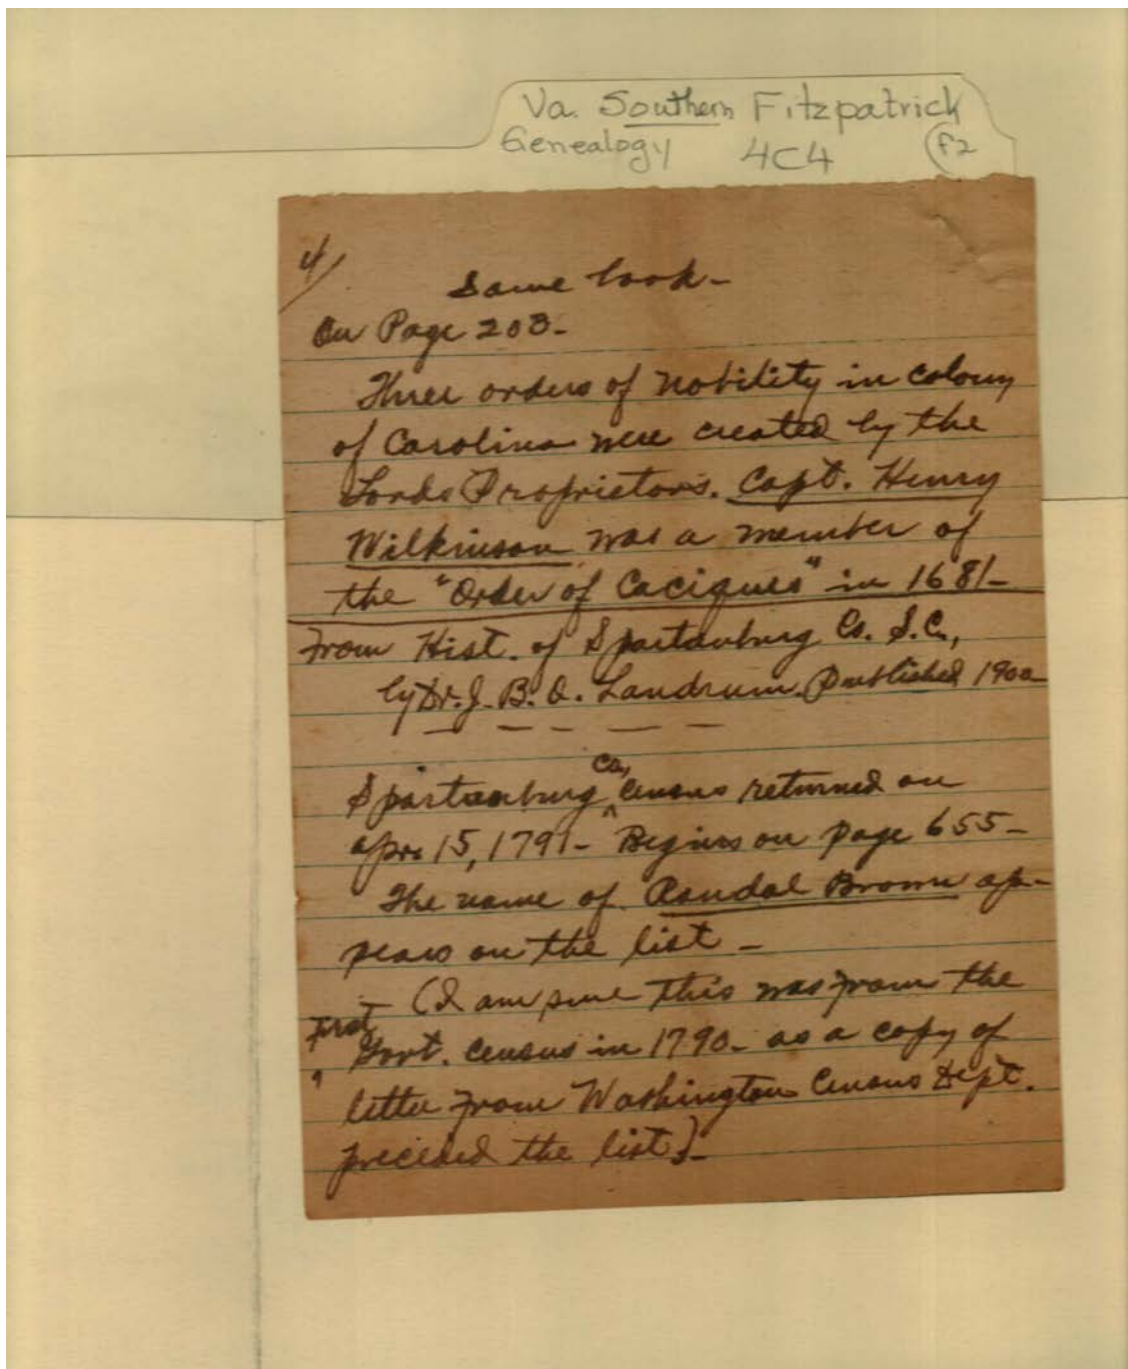 Va. Southern Fitzpatrick
Genealogy 4C4 F2
4/
Same book-
On Page 203-
Three orders of nobility in colony
of Carolina were created by the
Lords Proprietors. Capt. Henry
Wilkinson was a member of
the "Order of Caciques" in 1681-
From Hist. of Spartanburg Co. S.C.,
by Dr. J. B. O. Landrum. Published 1900
Spartanburg Co, Census returned on
Apr. 15, 1791- Begins on page 655-
The name of Randal Brown ap-
pears on the list-
(I am sure this was from the
First Govt. Census in 1790- as a copy of
letter from Washington Census Dept.
preceded the list)-